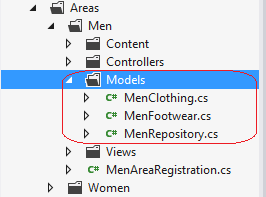 Areas
Men
Content
Controllers
Models
C# MenClothing.cs
C# MenFootwear.cs
C# MenRepository.cs
Views
C# MenAreaRegistration.cs
Women